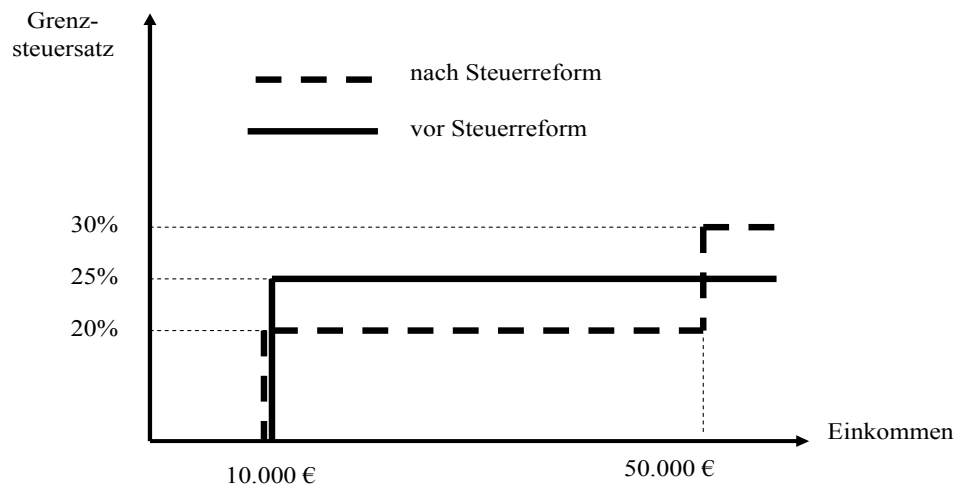 Grenz-
steuersatz
nach Steuerreform
vor Steuerreform
30%
25%
20%
Einkommen
10.000 €
50.000 €